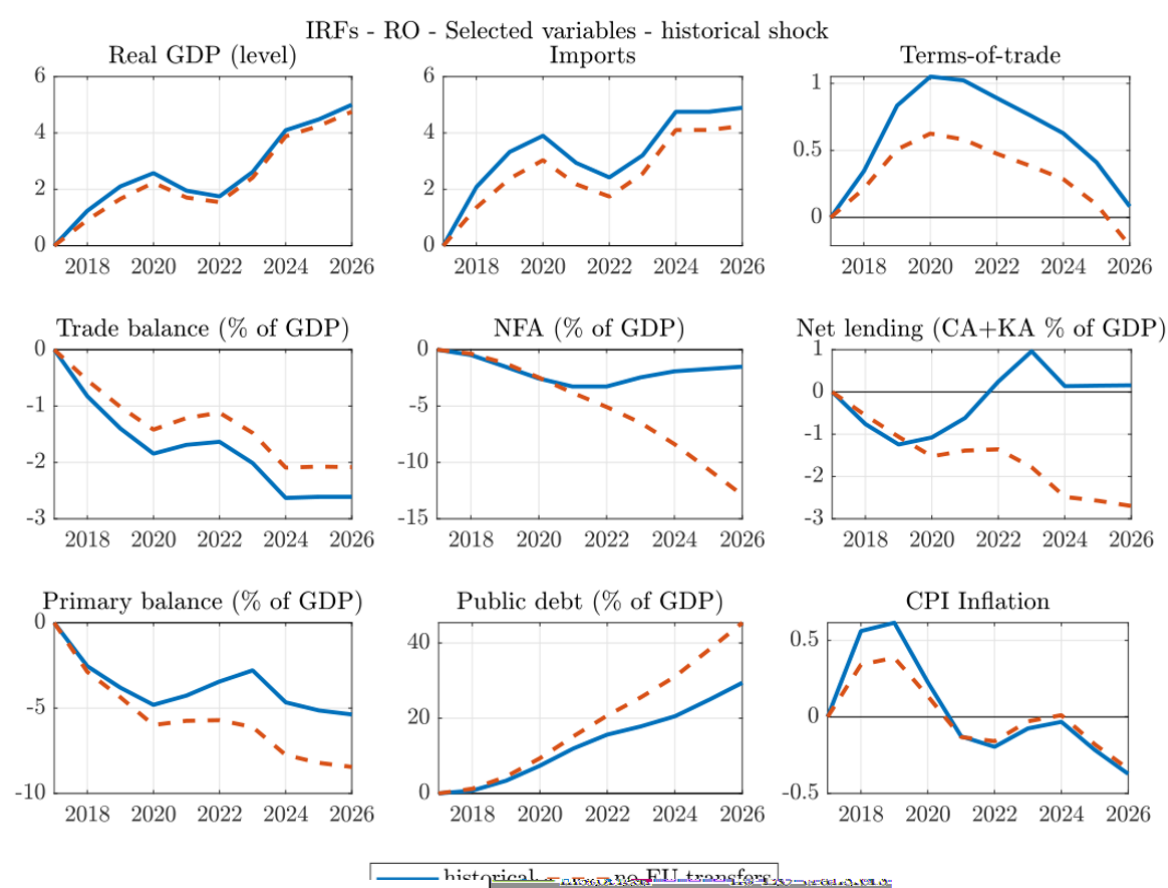 IRFs - RO - Selected variables - historical shock
Real GDP (level) Imports Terms-of-trade
6 6 1
4 4 0.5
2 2 0
0 0
2018 2020 2022 2024 2026 2018 2020 2022 2024 2026 2018 2020 2022 2024 2026
Trade balance (% of GDP) NFA (% of GDP) Net lending (CA+KA % of GDP)
0 0 1
-1 -5 0
-2 -10 -1
-3 -15 -2
-3
2018 2020 2022 2024 2026 2018 2020 2022 2024 2026 2018 2020 2022 2024 2026
Primary balance (% of GDP) Public debt (% of GDP) CPI Inflation
0 40 0.5
-5 20 0
-10 0 -0.5
2018 2020 2022 2024 2026 2018 2020 2022 2024 2026 2018 2020 2022 2024 2026
historical no EU transfers